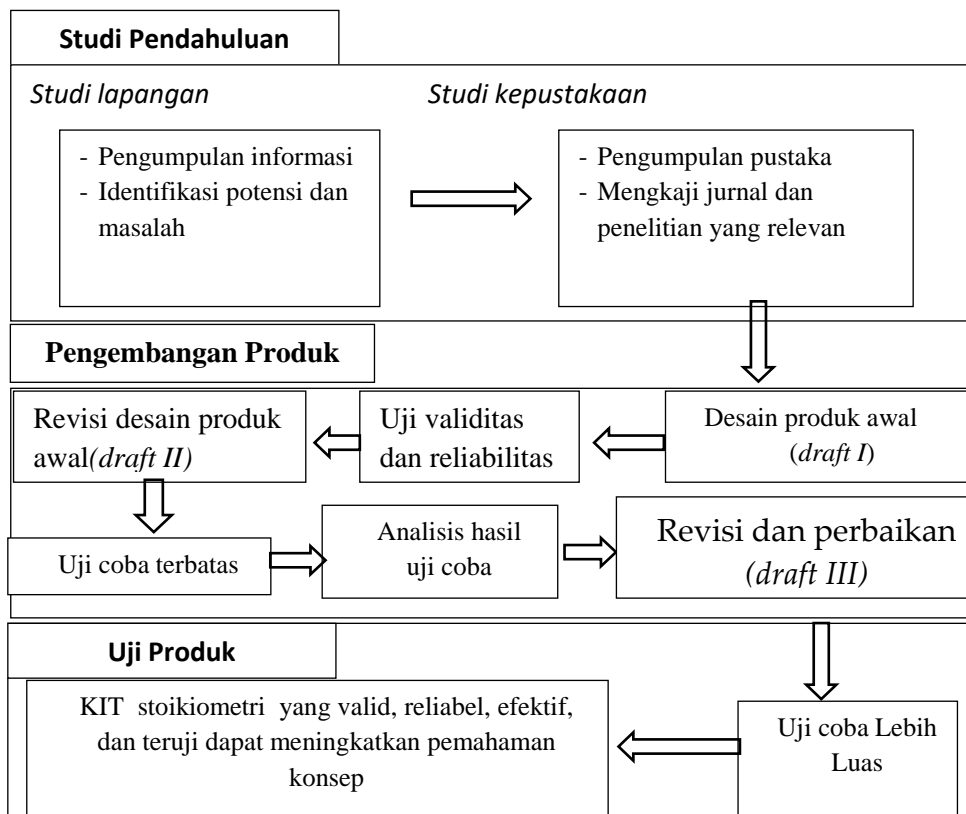 Studi Pendahuluan
Studi lapangan
Studi kepustakaan
- Pengumpulan informasi
- Identifikasi potensi dan
masalah
- Pengumpulan pustaka
- Mengkaji jurnal dan
penelitian yang relevan
Pengembangan Produk
Desain produk awal
(draft I)
Uji validitas
dan reliabilitas
Revisi desain produk
awal(draft II)
Uji coba terbatas
Analisis hasil
uji coba
Revisi dan perbaikan
(draft III)
Uji Produk
Uji coba Lebih
Luas
KIT stoikiometri yang valid, reliabel, efektif,
dan teruji dapat meningkatkan pemahaman
konsep